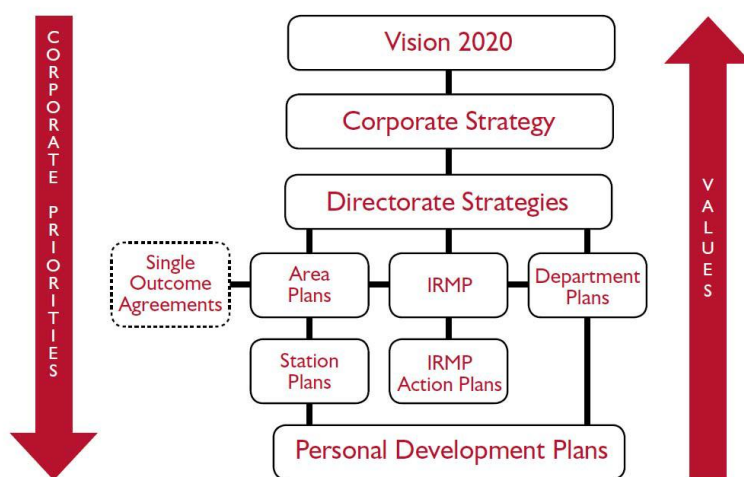 CORPORATE PRIORITIES
Vision 2020
Corporate Strategy
Directorate Strategies
Single
Outcome
Agreements
Area
Plans
IRMP
Department
Plans
Station
Plans
IRMP
Action Plans
Personal Development Plans
VALUES